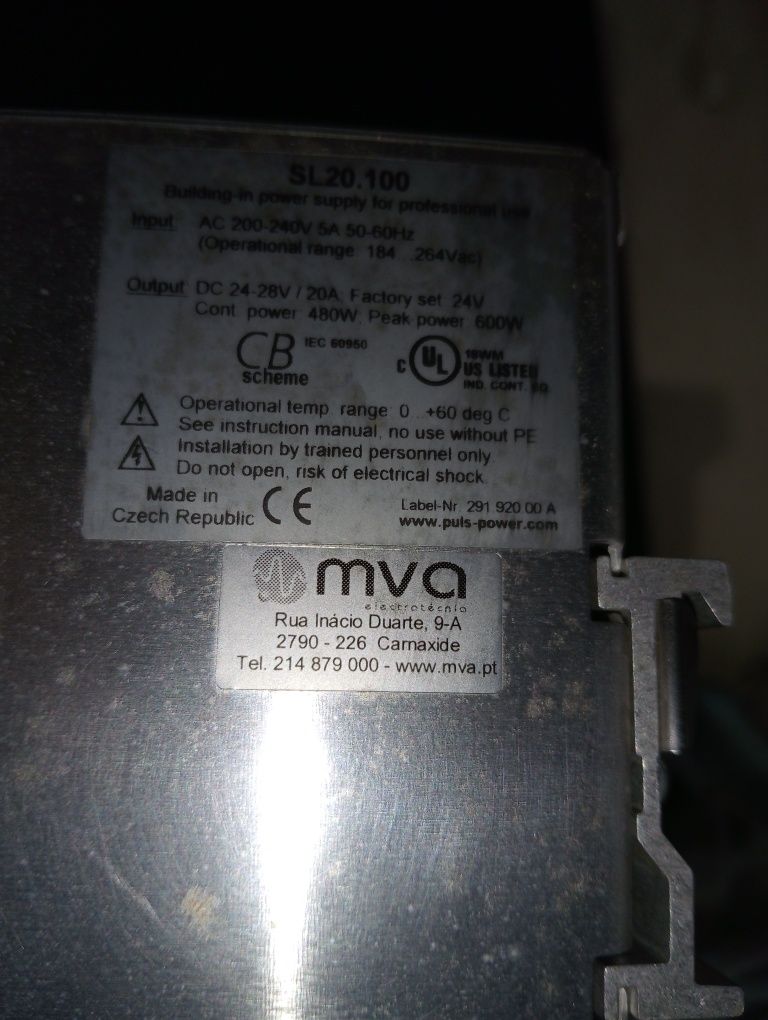 SL20.100
Building-in power supply for professional use
Input: AC 200-240V 5A 50-60Hz
(Operational range 184...264Vac)
Output: DC 24-28V / 20A, Factory set 24V
Cont. power 480W, Peak power 600W
CB scheme IEC 60950
C UL US LISTED 18WM IND. CONT. EQ
Operational temp. range 0...+60 deg C
See instruction manual, no use without PE
Installation by trained personnel only
Do not open, risk of electrical shock.
Made in
Czech Republic CE
Label-Nr. 291 920 00 A
www.puls-power.com
mva
electrotécnia
Rua Inácio Duarte, 9-A
2790 - 226 Carnaxide
Tel. 214 879 000 - www.mva.pt